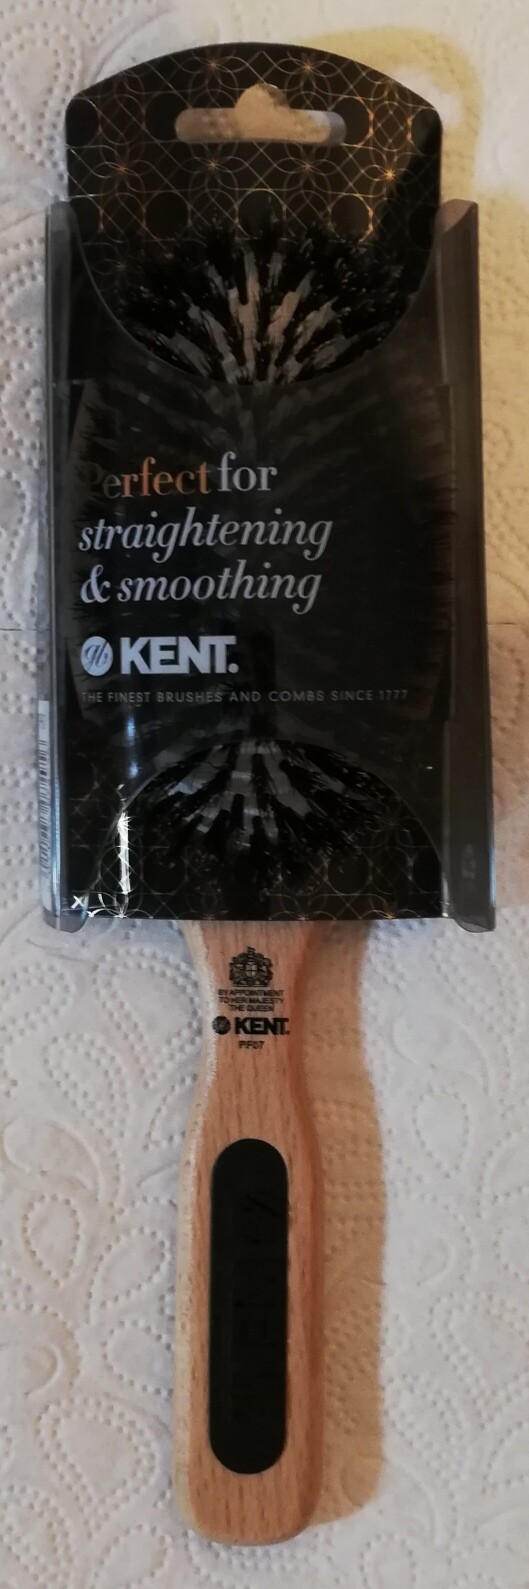 Perfect for
straightening
& smoothing
gb KENT.
THE FINEST BRUSHES AND COMBS SINCE 1777
BY APPOINTMENT
TO HER MAJESTY
THE QUEEN
KENT.
PF07